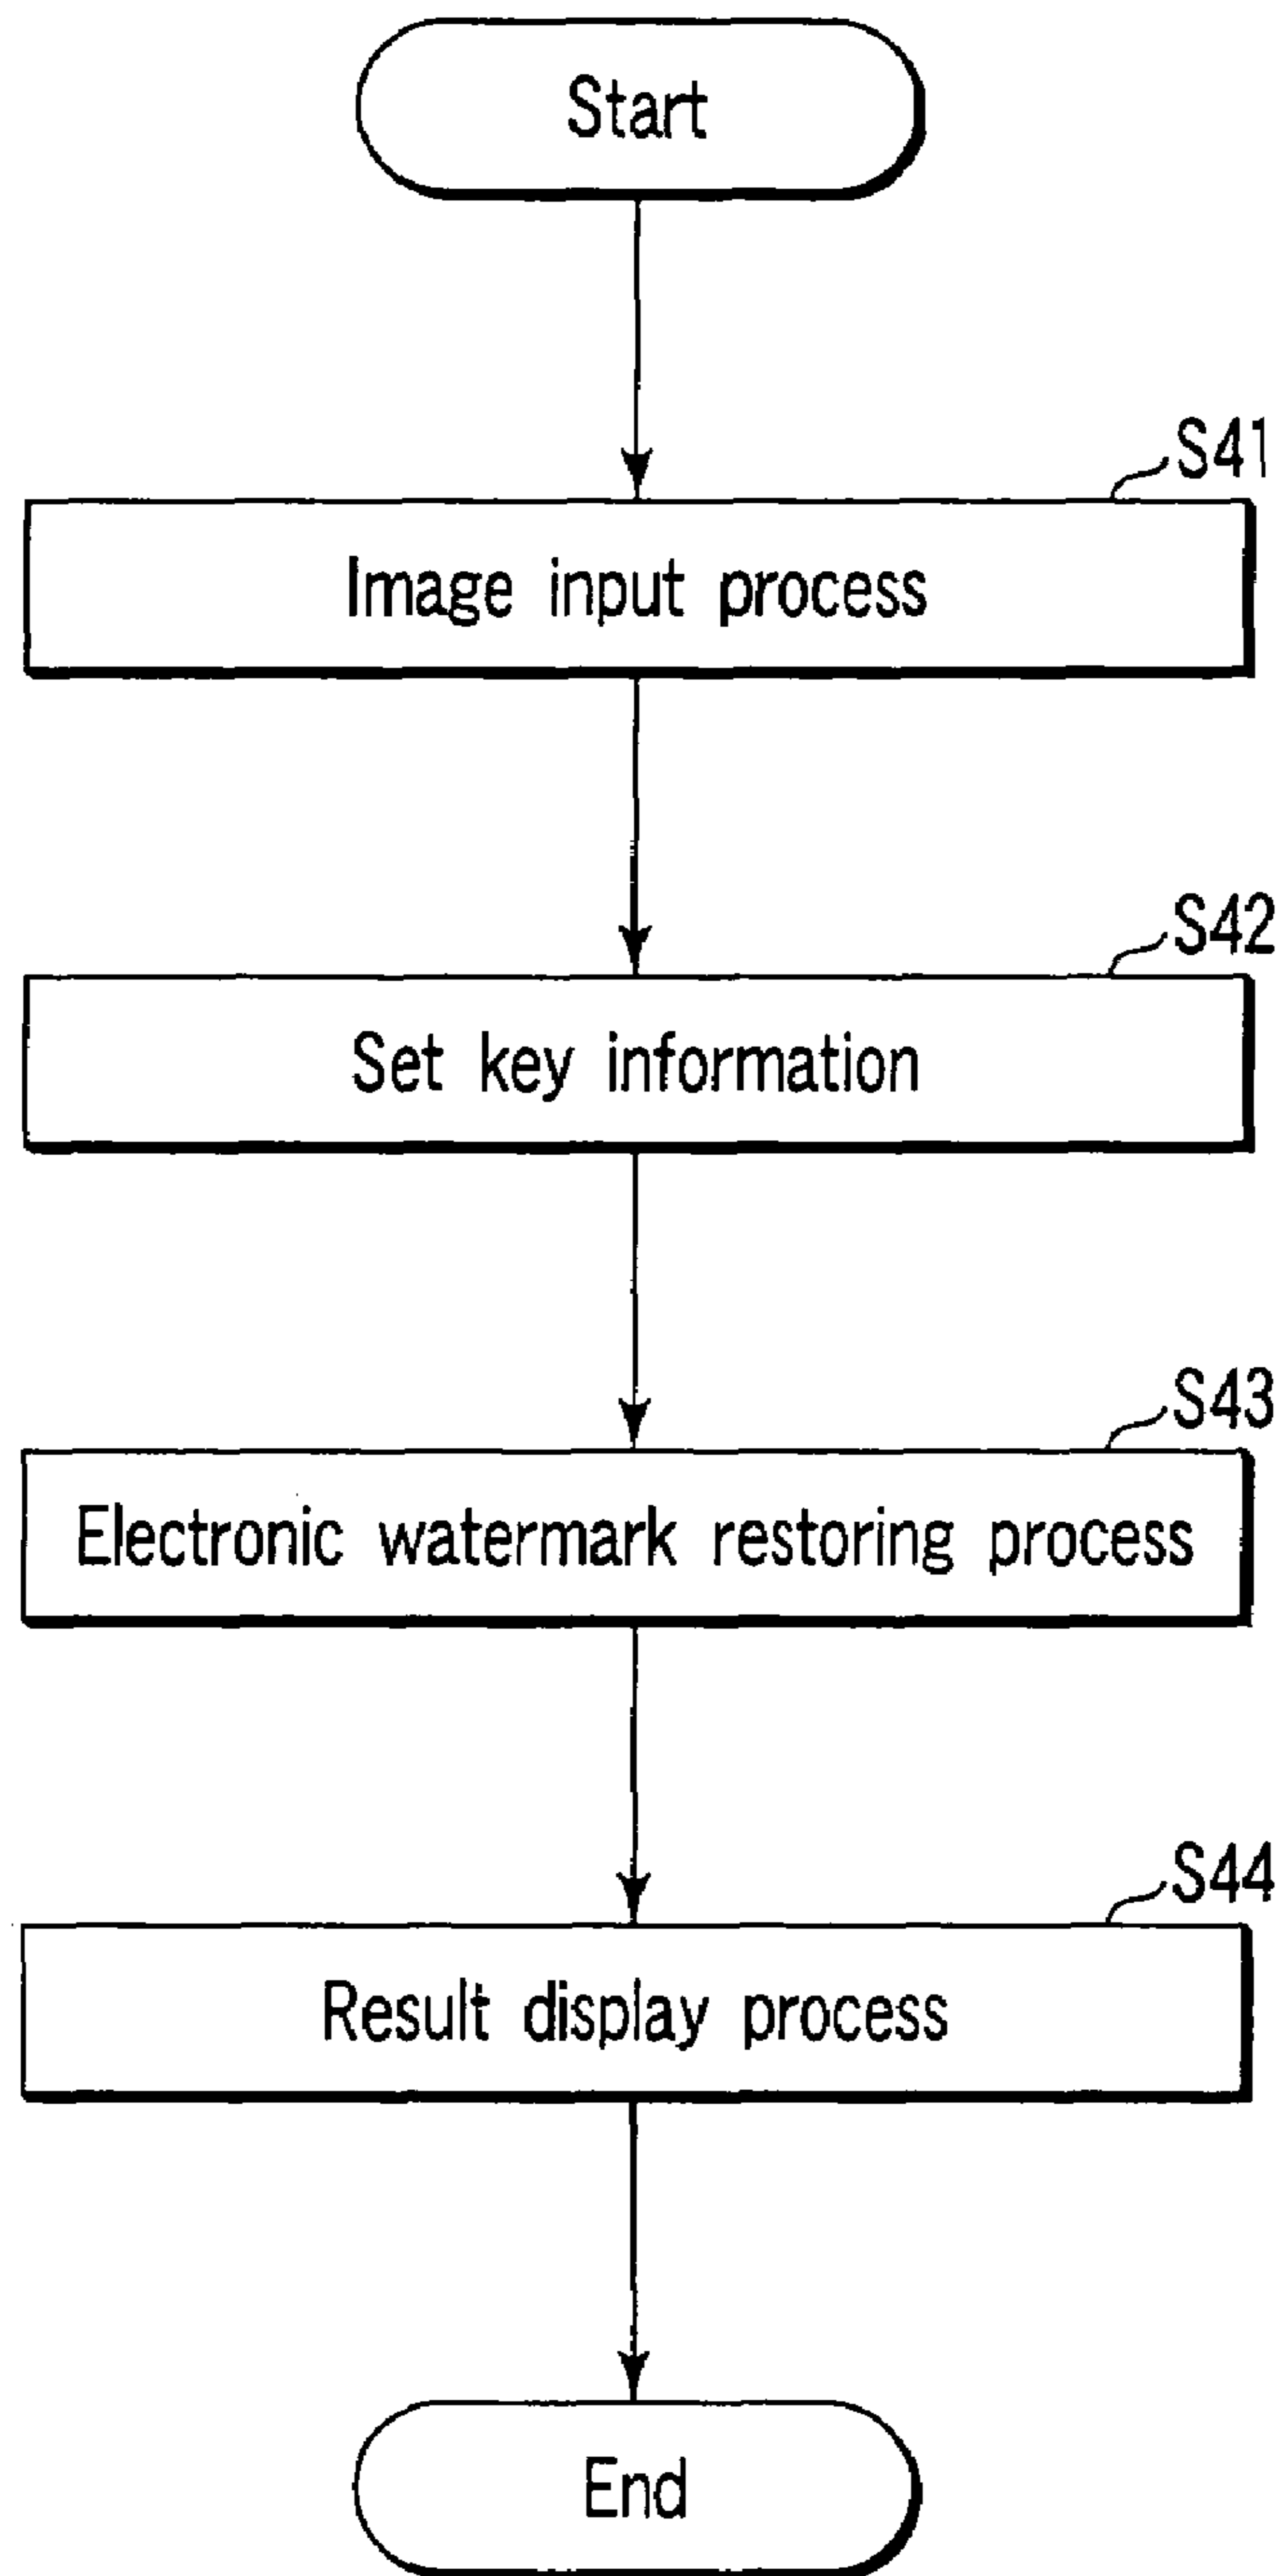 Start
S41
Image input process
S42
Set key information
S43
Electronic watermark restoring process
S44
Result display process
End